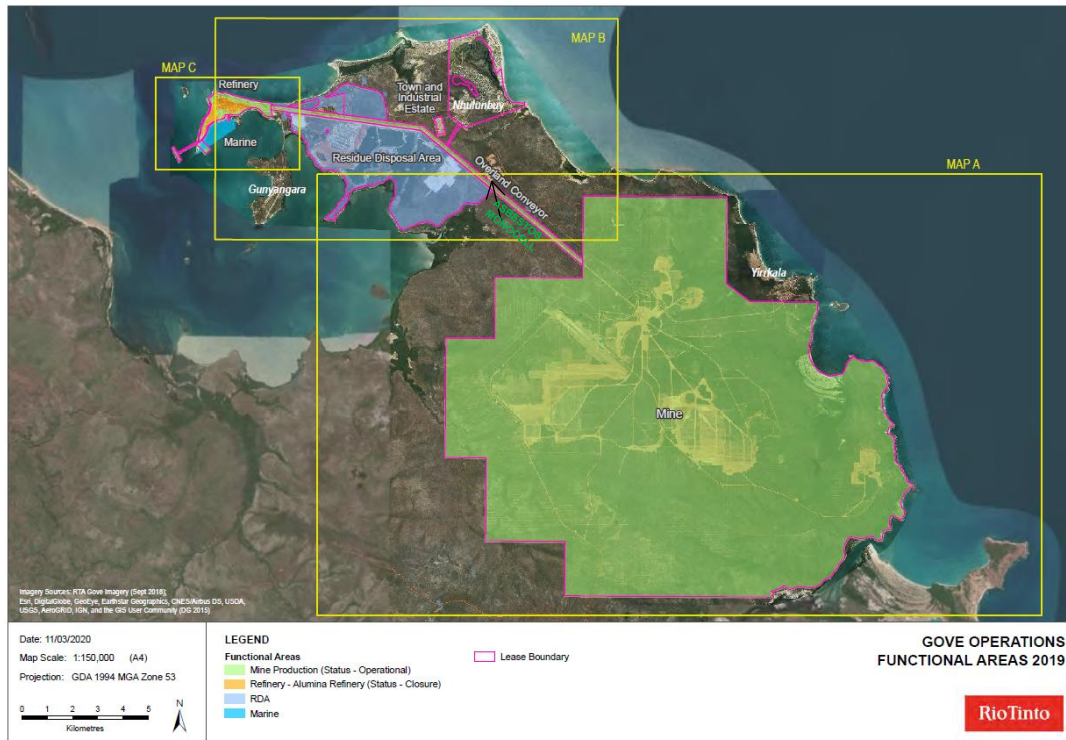 MAP B
MAP C
Refinery
Town and
Industrial
Estate
Nhulunbuy
Marine
Residue Disposal Area
MAP A
Gunyangara
Overland Conveyor
ASBESTOS
MONOCELL
Yirrkala
Mine
Imagery Sources: RTA Gove Imagery (Sept 2018);
Esri, DigitalGlobe, GeoEye, Earthstar Geographics, CNES/Airbus DS, USDA,
USGS, AeroGRID, IGN, and the GIS User Community (DG 2015)
Date: 11/03/2020
Map Scale: 1:150,000 (A4)
Projection: GDA 1994 MGA Zone 53
0 1 2 3 4 5
Kilometres
N
LEGEND
Functional Areas
Mine Production (Status - Operational)
Refinery - Alumina Refinery (Status - Closure)
RDA
Marine
Lease Boundary
GOVE OPERATIONS
FUNCTIONAL AREAS 2019
RioTinto